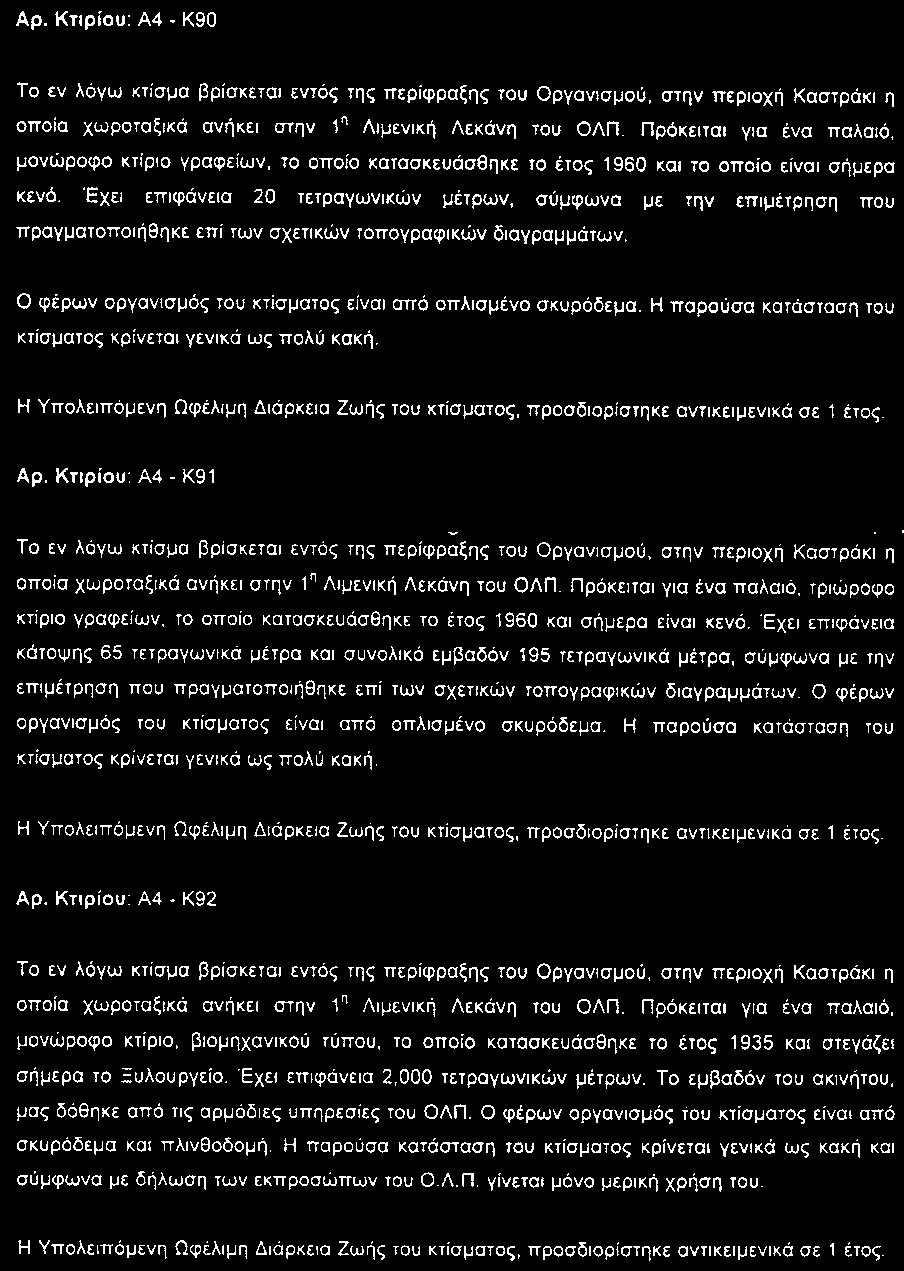 Αρ. Κτιρίου: Α4 - Κ90
Το εν λόγω κτίσμα βρίσκεται εντός της περίφραξης του Οργανισμού, στην περιοχή Καστράκι η
οποία χωροταξικά ανήκει στην 1η Λιμενική Λεκάνη του ΟΛΠ. Πρόκειται για ένα παλαιό,
μονώροφο κτίριο γραφείων, το οποίο κατασκευάσθηκε το έτος 1960 και το οποίο είναι σήμερα
κενό. Έχει επιφάνεια 20 τετραγωνικών μέτρων, σύμφωνα με την επιμέτρηση που
πραγματοποιήθηκε επί των σχετικών τοπογραφικών διαγραμμάτων.
Ο φέρων οργανισμός του κτίσματος είναι από οπλισμένο σκυρόδεμα. Η παρούσα κατάσταση του
κτίσματος κρίνεται γενικά ως πολύ κακή.
Η Υπολειπόμενη Ωφέλιμη Διάρκεια Ζωής του κτίσματος, προσδιορίστηκε αντικειμενικά σε 1 έτος.
Αρ. Κτιρίου: Α4 - Κ91
Το εν λόγω κτίσμα βρίσκεται εντός της περίφραξης του Οργανισμού, στην περιοχή Καστράκι η
οποία χωροταξικά ανήκει στην 1η Λιμενική Λεκάνη του ΟΛΠ. Πρόκειται για ένα παλαιό, τριώροφο
κτίριο γραφείων, το οποίο κατασκευάσθηκε το έτος 1960 και σήμερα είναι κενό. Έχει επιφάνεια
κάτοψης 65 τετραγωνικά μέτρα και συνολικό εμβαδόν 195 τετραγωνικά μέτρα, σύμφωνα με την
επιμέτρηση που πραγματοποιήθηκε επί των σχετικών τοπογραφικών διαγραμμάτων. Ο φέρων
οργανισμός του κτίσματος είναι από οπλισμένο σκυρόδεμα. Η παρούσα κατάσταση του
κτίσματος κρίνεται γενικά ως πολύ κακή.
Η Υπολειπόμενη Ωφέλιμη Διάρκεια Ζωής του κτίσματος, προσδιορίστηκε αντικειμενικά σε 1 έτος.
Αρ. Κτιρίου: Α4 - Κ92
Το εν λόγω κτίσμα βρίσκεται εντός της περίφραξης του Οργανισμού, στην περιοχή Καστράκι η
οποία χωροταξικά ανήκει στην 1η Λιμενική Λεκάνη του ΟΛΠ. Πρόκειται για ένα παλαιό,
μονώροφο κτίριο, βιομηχανικού τύπου, το οποίο κατασκευάσθηκε το έτος 1935 και στεγάζει
σήμερα το Ξυλουργείο. Έχει επιφάνεια 2,000 τετραγωνικών μέτρων. Το εμβαδόν του ακινήτου,
μας δόθηκε από τις αρμόδιες υπηρεσίες του ΟΛΠ. Ο φέρων οργανισμός του κτίσματος είναι από
σκυρόδεμα και πλινθοδομή. Η παρούσα κατάσταση του κτίσματος κρίνεται γενικά ως κακή και
σύμφωνα με δήλωση των εκπροσώπων του Ο.Λ.Π. γίνεται μόνο μερική χρήση του.
Η Υπολειπόμενη Ωφέλιμη Διάρκεια Ζωής του κτίσματος, προσδιορίστηκε αντικειμενικά σε 1 έτος.